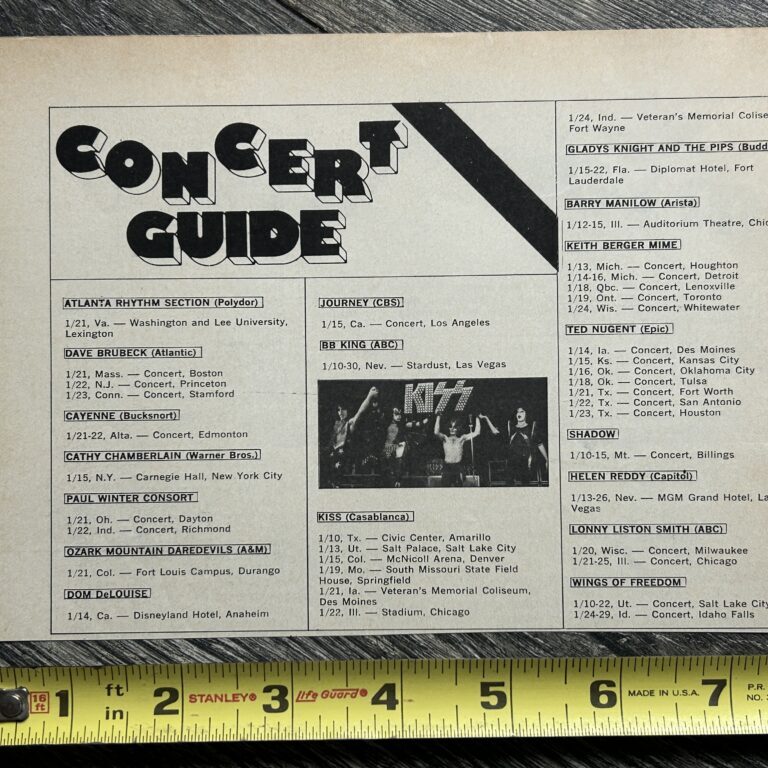 CONCERT
GUIDE
ATLANTA RHYTHM SECTION (Polydor)
1/21, Va. — Washington and Lee University,
Lexington
DAVE BRUBECK (Atlantic)
1/21, Mass. — Concert, Boston
1/22, N.J. — Concert, Princeton
1/23, Conn. — Concert, Stamford
CAYENNE (Bucksnort)
1/21-22, Alta. — Concert, Edmonton
CATHY CHAMBERLAIN (Warner Bros.)
1/15, N.Y. — Carnegie Hall, New York City
PAUL WINTER CONSORT
1/21, Oh. — Concert, Dayton
1/22, Ind. — Concert, Richmond
OZARK MOUNTAIN DAREDEVILS (A&M)
1/21, Col. — Fort Louis Campus, Durango
DOM DeLOUISE
1/14, Ca. — Disneyland Hotel, Anaheim
JOURNEY (CBS)
1/15, Ca. — Concert, Los Angeles
BB KING (ABC)
1/10-30, Nev. — Stardust, Las Vegas
KISS
KISS (Casablanca)
1/10, Tx. — Civic Center, Amarillo
1/13, Ut. — Salt Palace, Salt Lake City
1/15, Col. — McNicoll Arena, Denver
1/19, Mo. — South Missouri State Field
House, Springfield
1/21, Ia. — Veteran's Memorial Coliseum,
Des Moines
1/22, Ill. — Stadium, Chicago
1/24, Ind. — Veteran's Memorial Colise
Fort Wayne
GLADYS KNIGHT AND THE PIPS (Budd
1/15-22, Fla. — Diplomat Hotel, Fort
Lauderdale
BARRY MANILOW (Arista)
1/12-15, Ill. — Auditorium Theatre, Chic
KEITH BERGER MIME
1/13, Mich. — Concert, Houghton
1/14-16, Mich. — Concert, Detroit
1/18, Qbc. — Concert, Lenoxville
1/19, Ont. — Concert, Toronto
1/24, Wis. — Concert, Whitewater
TED NUGENT (Epic)
1/14, Ia. — Concert, Des Moines
1/15, Ks. — Concert, Kansas City
1/16, Ok. — Concert, Oklahoma City
1/18, Ok. — Concert, Tulsa
1/21, Tx. — Concert, Fort Worth
1/22, Tx. — Concert, San Antonio
1/23, Tx. — Concert, Houston
SHADOW
1/10-15, Mt. — Concert, Billings
HELEN REDDY (Capitol)
1/13-26, Nev. — MGM Grand Hotel, La
Vegas
LONNY LISTON SMITH (ABC)
1/20, Wisc. — Concert, Milwaukee
1/21-25, Ill. — Concert, Chicago
WINGS OF FREEDOM
1/10-22, Ut. — Concert, Salt Lake City
1/24-29, Id. — Concert, Idaho Falls
16 ft 1 ft in 2 STANLEY® 3 Life Guard® 4 5 6 MADE IN U.S.A. 7 P.R.
NO.